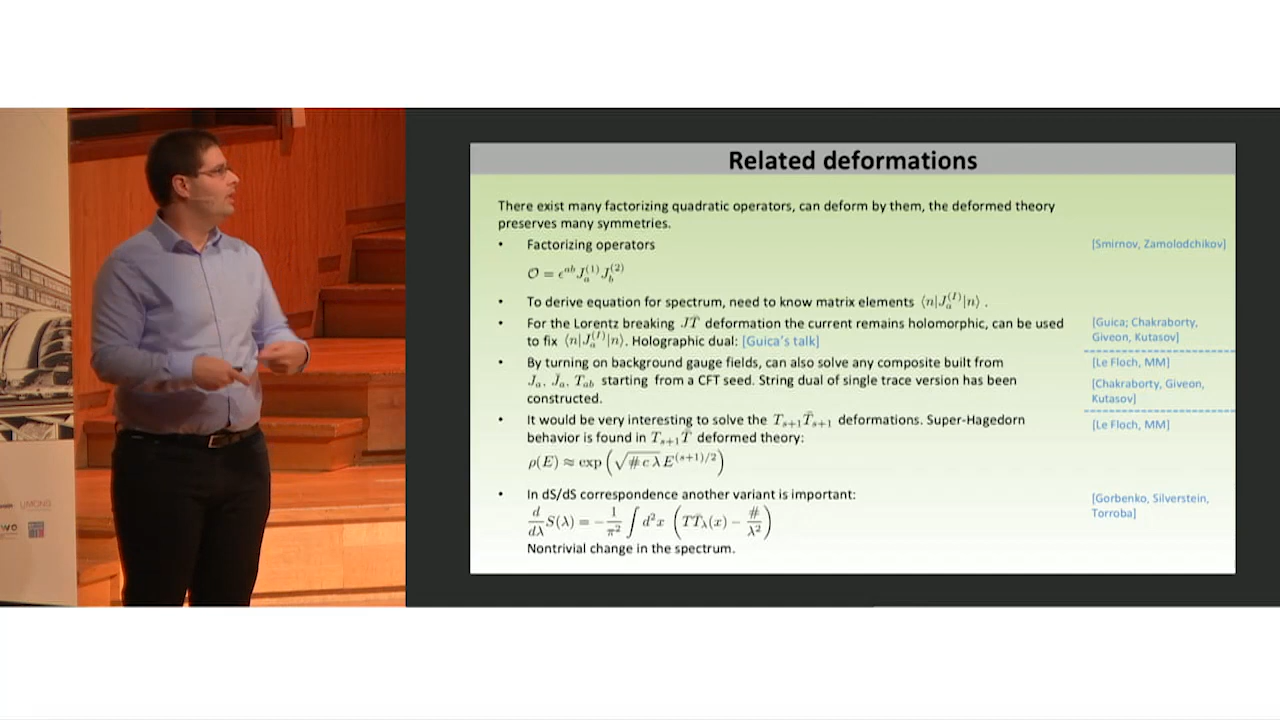 Related deformations
There exist many factorizing quadratic operators, can deform by them, the deformed theory
preserves many symmetries.
• Factorizing operators [Smirnov, Zamolodchikov]
𝒪 = ϵ^{ab} J_a^{(1)} J_b^{(2)}
• To derive equation for spectrum, need to know matrix elements ⟨n|J_a^{(I)}|n⟩ .
• For the Lorentz breaking JT̄ deformation the current remains holomorphic, can be used
to fix ⟨n|J_a^{(I)}|n⟩. Holographic dual: [Guica's talk]
[Guica; Chakraborty,
Giveon, Kutasov]
• By turning on background gauge fields, can also solve any composite built from
J_a, J̄_a, T_{ab} starting from a CFT seed. String dual of single trace version has been
constructed.
[Le Floch, MM]
[Chakraborty, Giveon,
Kutasov]
• It would be very interesting to solve the T_{s+1}T̄_{s+1} deformations. Super-Hagedorn
behavior is found in T_{s+1}T̄ deformed theory:
[Le Floch, MM]
ρ(E) ≈ exp(√(# c λ) E^{(s+1)/2})
• In dS/dS correspondence another variant is important:
[Gorbenko, Silverstein,
Torroba]
d/dλ S(λ) = −1/π² ∫ d²x (TT̄_λ(x) − #/λ²)
Nontrivial change in the spectrum.